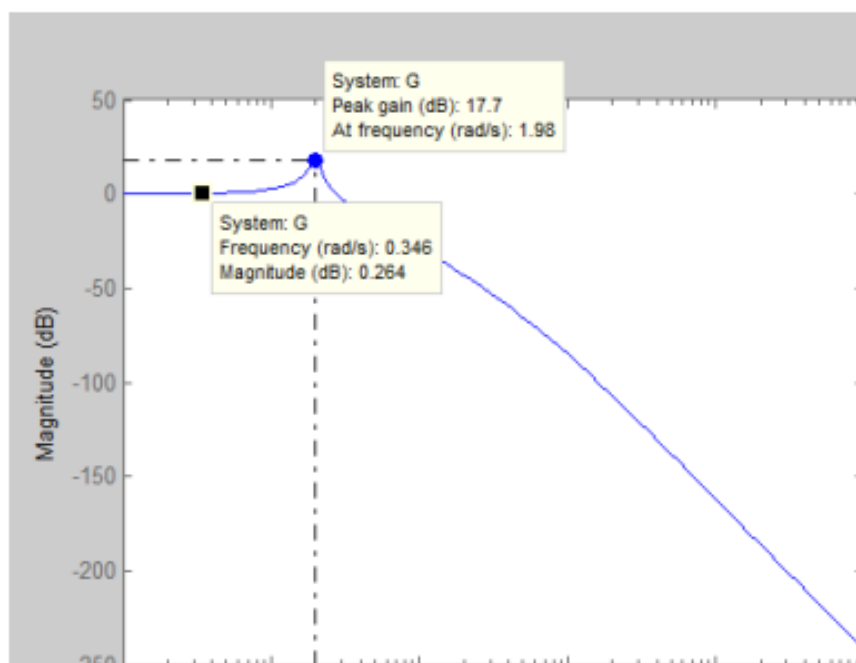 System: G
Peak gain (dB): 17.7
At frequency (rad/s): 1.98
50
0
System: G
Frequency (rad/s): 0.346
Magnitude (dB): 0.264
-50
-100
-150
-200
-250
Magnitude (dB)